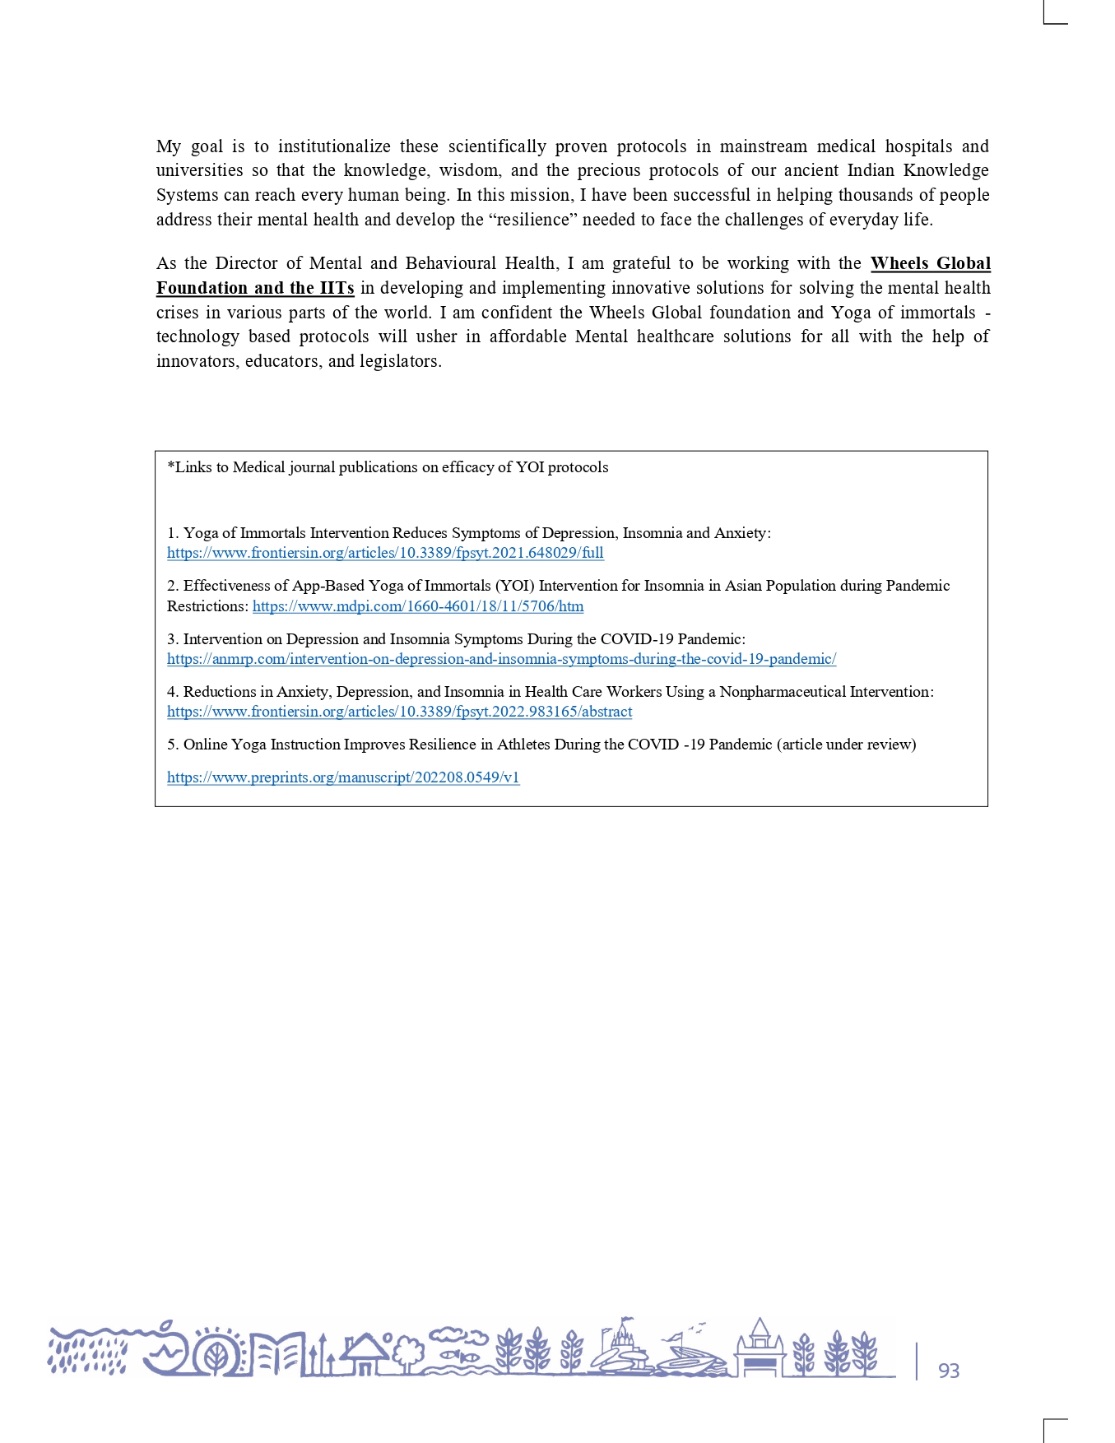 My goal is to institutionalize these scientifically proven protocols in mainstream medical hospitals and
universities so that the knowledge, wisdom, and the precious protocols of our ancient Indian Knowledge
Systems can reach every human being. In this mission, I have been successful in helping thousands of people
address their mental health and develop the “resilience” needed to face the challenges of everyday life.
As the Director of Mental and Behavioural Health, I am grateful to be working with the Wheels Global
Foundation and the IITs in developing and implementing innovative solutions for solving the mental health
crises in various parts of the world. I am confident the Wheels Global foundation and Yoga of immortals -
technology based protocols will usher in affordable Mental healthcare solutions for all with the help of
innovators, educators, and legislators.
*Links to Medical journal publications on efficacy of YOI protocols
1. Yoga of Immortals Intervention Reduces Symptoms of Depression, Insomnia and Anxiety:
https://www.frontiersin.org/articles/10.3389/fpsyt.2021.648029/full
2. Effectiveness of App-Based Yoga of Immortals (YOI) Intervention for Insomnia in Asian Population during Pandemic
Restrictions: https://www.mdpi.com/1660-4601/18/11/5706/htm
3. Intervention on Depression and Insomnia Symptoms During the COVID-19 Pandemic:
https://anmrp.com/intervention-on-depression-and-insomnia-symptoms-during-the-covid-19-pandemic/
4. Reductions in Anxiety, Depression, and Insomnia in Health Care Workers Using a Nonpharmaceutical Intervention:
https://www.frontiersin.org/articles/10.3389/fpsyt.2022.983165/abstract
5. Online Yoga Instruction Improves Resilience in Athletes During the COVID -19 Pandemic (article under review)
https://www.preprints.org/manuscript/202208.0549/v1
93